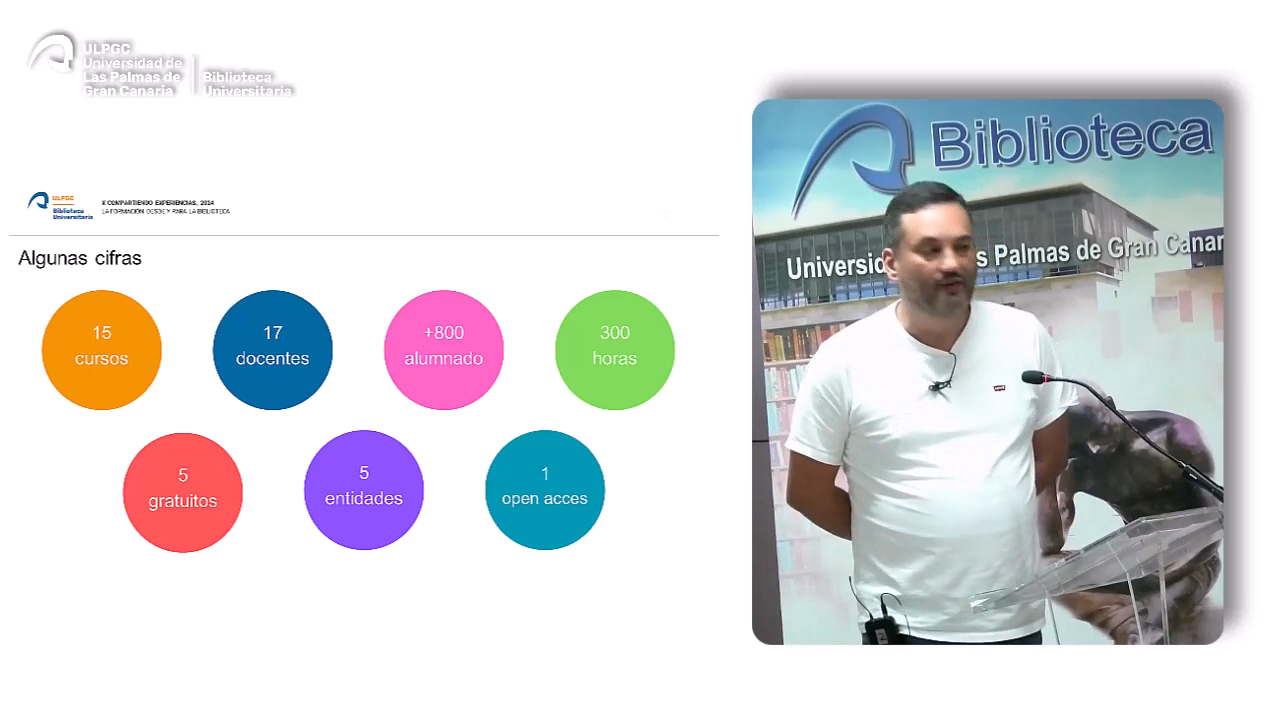 ULPGC
Universidad de
Las Palmas de
Gran Canaria
Biblioteca
Universitaria
ULPGC
Biblioteca
Universitaria
X COMPARTIENDO EXPERIENCIAS, 2024
LA FORMACIÓN DESDE Y PARA LA BIBLIOTECA
Algunas cifras
15
cursos
17
docentes
+800
alumnado
300
horas
5
gratuitos
5
entidades
1
open acces
Biblioteca
Palmas de Gran Canar